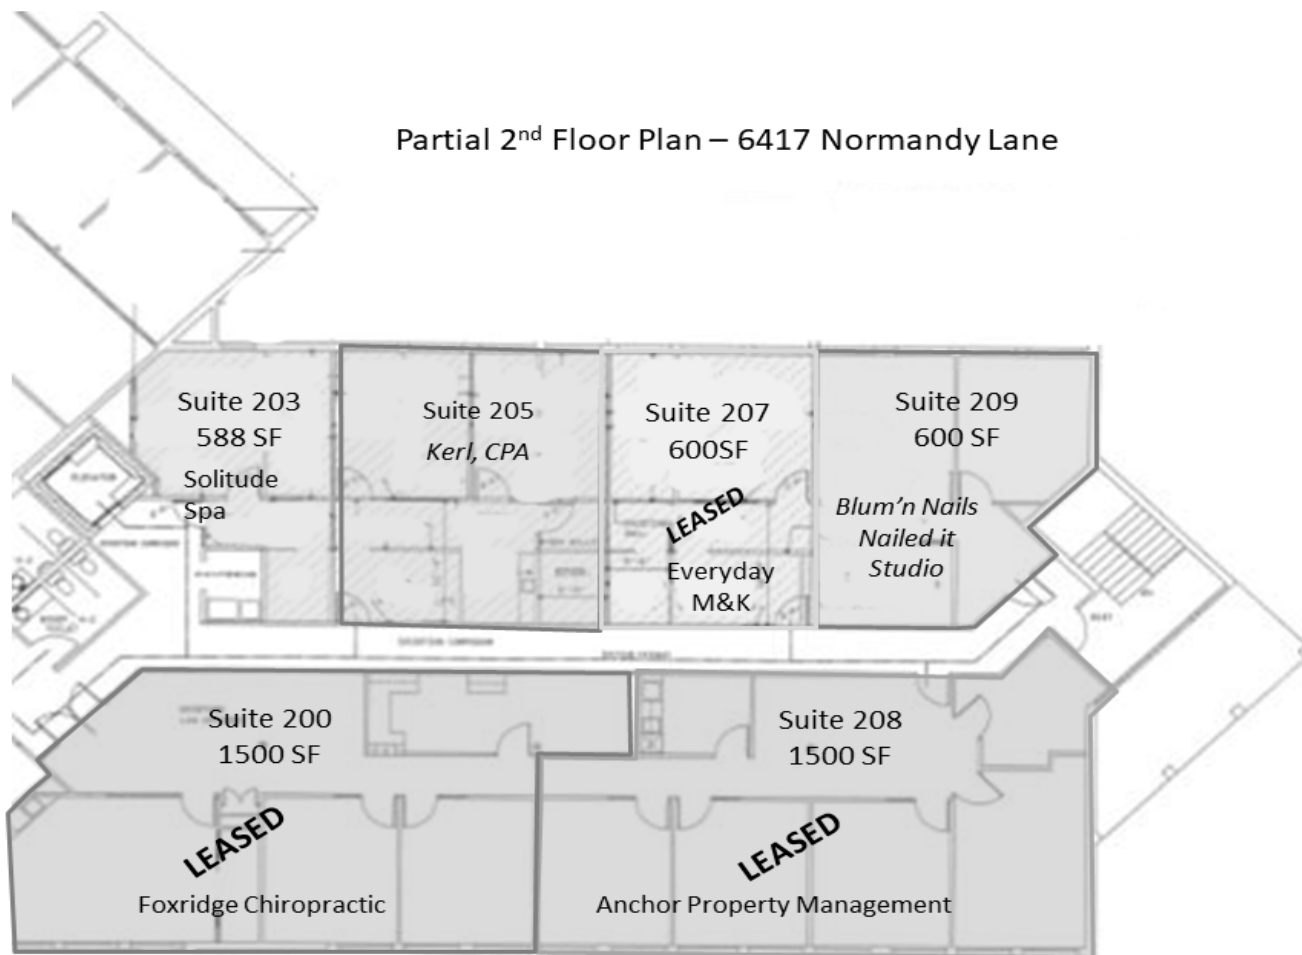 Partial 2nd Floor Plan – 6417 Normandy Lane
Suite 203
588 SF
Solitude
Spa
Suite 205
Kerl, CPA
Suite 207
600SF
LEASED
Everyday
M&K
Suite 209
600 SF
Blum'n Nails
Nailed it
Studio
Suite 200
1500 SF
LEASED
Foxridge Chiropractic
Suite 208
1500 SF
LEASED
Anchor Property Management